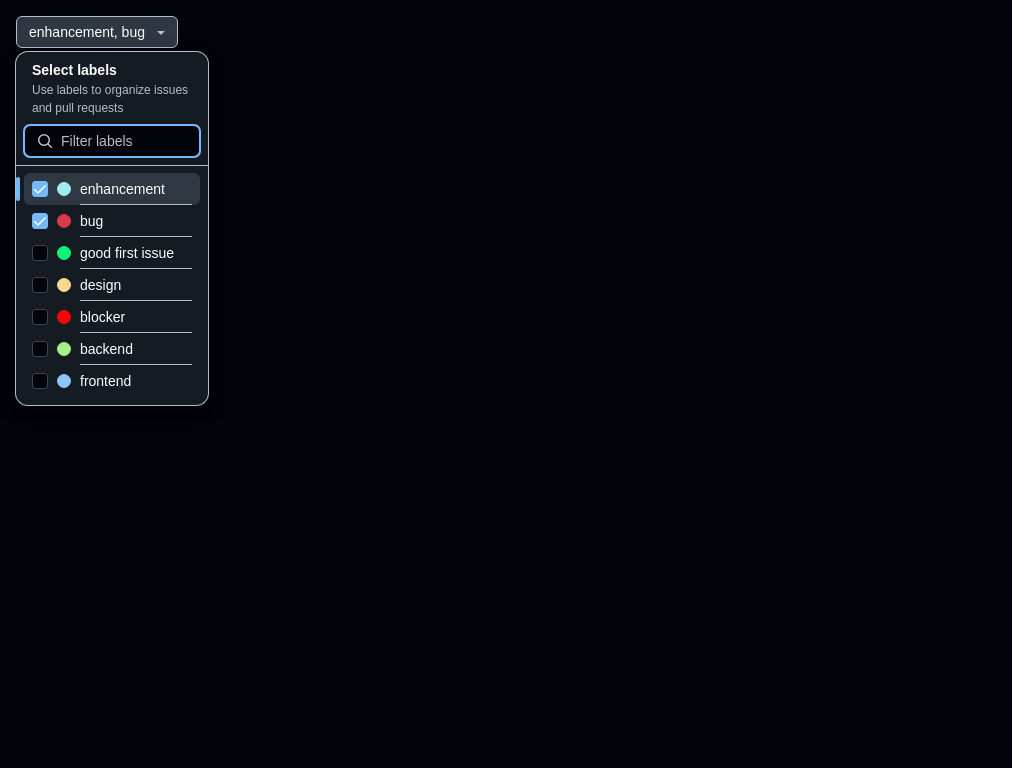 enhancement, bug
Select labels
Use labels to organize issues
and pull requests
Filter labels
enhancement
bug
good first issue
design
blocker
backend
frontend